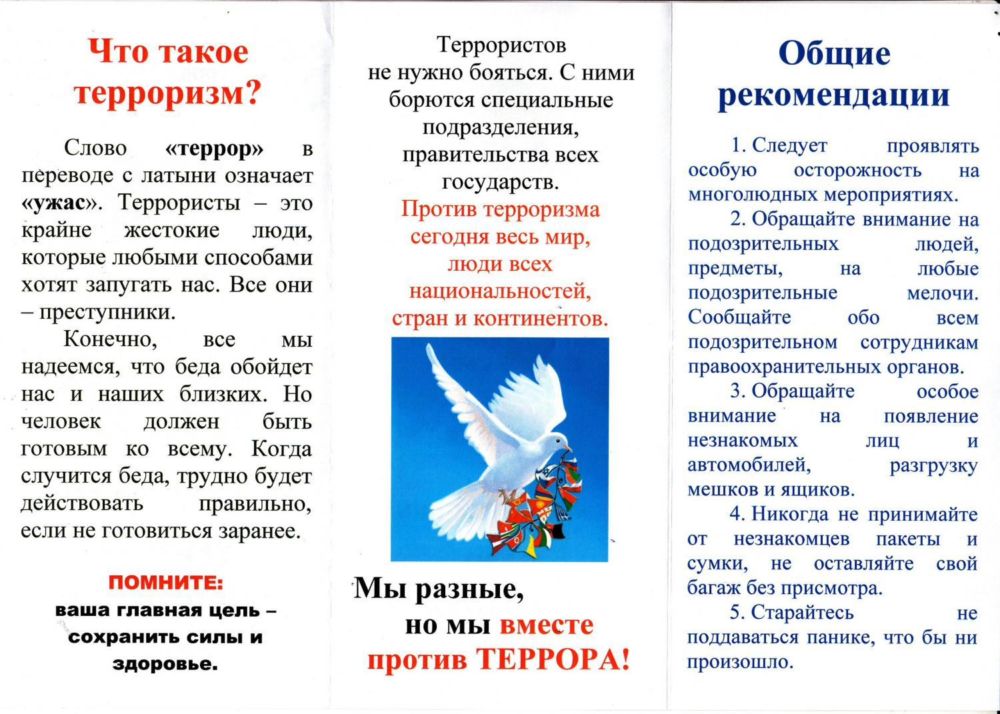 Что такое
терроризм?
Слово «террор» в
переводе с латыни означает
«ужас». Террористы – это
крайне жестокие люди,
которые любыми способами
хотят запугать нас. Все они
– преступники.
Конечно, все мы
надеемся, что беда обойдет
нас и наших близких. Но
человек должен быть
готовым ко всему. Когда
случится беда, трудно будет
действовать правильно,
если не готовиться заранее.
ПОМНИТЕ:
ваша главная цель –
сохранить силы и
здоровье.
Террористов
не нужно бояться. С ними
борются специальные
подразделения,
правительства всех
государств.
Против терроризма
сегодня весь мир,
люди всех
национальностей,
стран и континентов.
Мы разные,
но мы вместе
против ТЕРРОРА!
Общие
рекомендации
1. Следует проявлять
особую осторожность на
многолюдных мероприятиях.
2. Обращайте внимание на
подозрительных людей,
предметы, на любые
подозрительные мелочи.
Сообщайте обо всем
подозрительном сотрудникам
правоохранительных органов.
3. Обращайте особое
внимание на появление
незнакомых лиц и
автомобилей, разгрузку
мешков и ящиков.
4. Никогда не принимайте
от незнакомцев пакеты и
сумки, не оставляйте свой
багаж без присмотра.
5. Старайтесь не
поддаваться панике, что бы ни
произошло.